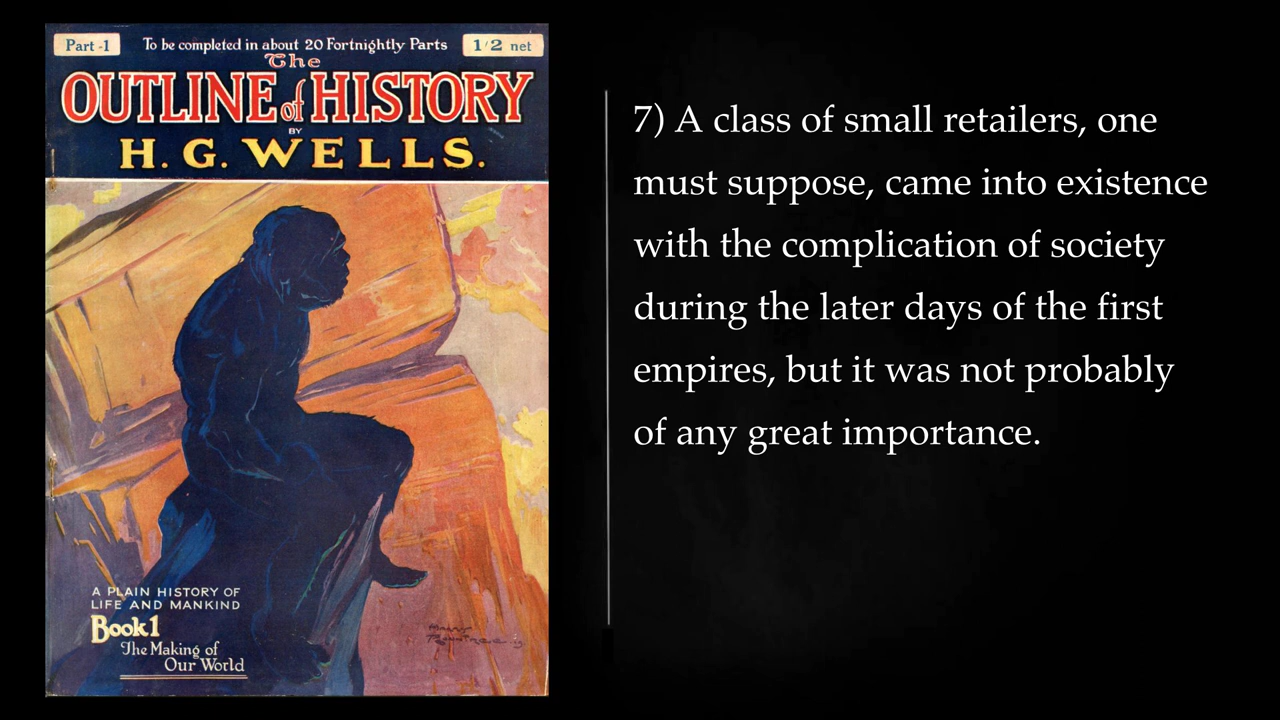 Part -1
To be completed in about 20 Fortnightly Parts
1/2 net
The
OUTLINE of HISTORY
BY
H. G. WELLS.
A PLAIN HISTORY OF
LIFE AND MANKIND
Book 1
The Making of
Our World
7) A class of small retailers, one
must suppose, came into existence
with the complication of society
during the later days of the first
empires, but it was not probably
of any great importance.